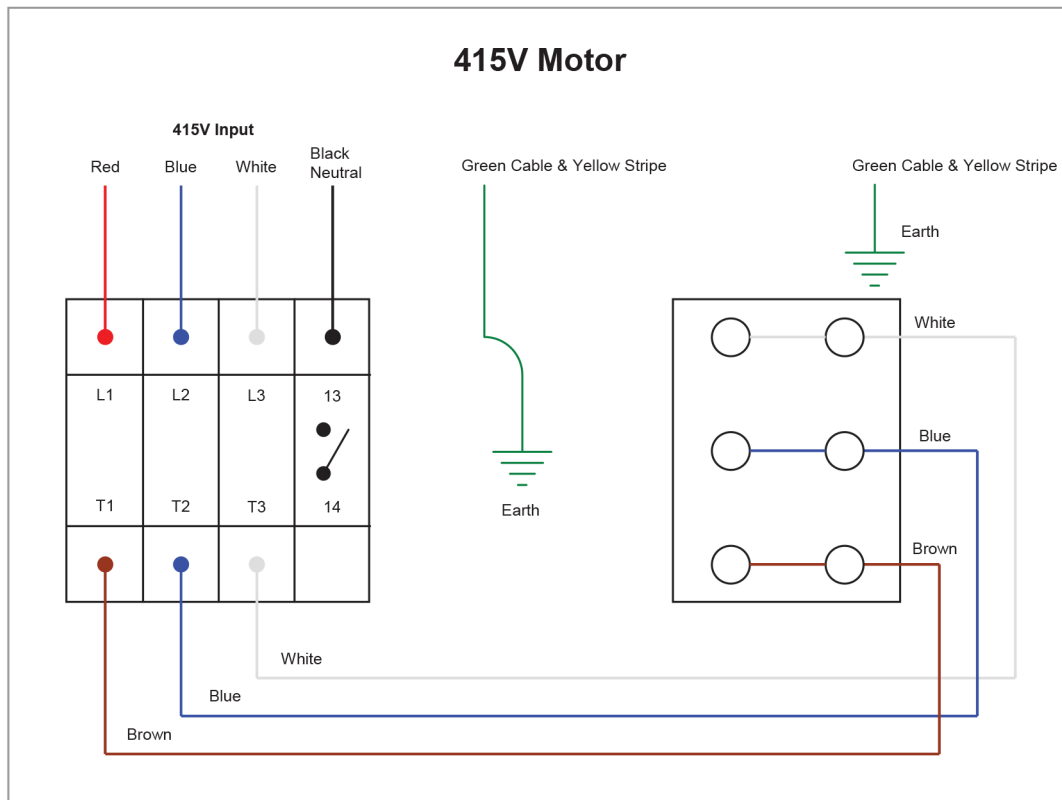 415V Motor
415V Input
Red
Blue
White
Black
Neutral
Green Cable & Yellow Stripe
Green Cable & Yellow Stripe
Earth
White
L1
L2
L3
13
Blue
T1
T2
T3
14
Earth
Brown
White
Blue
Brown